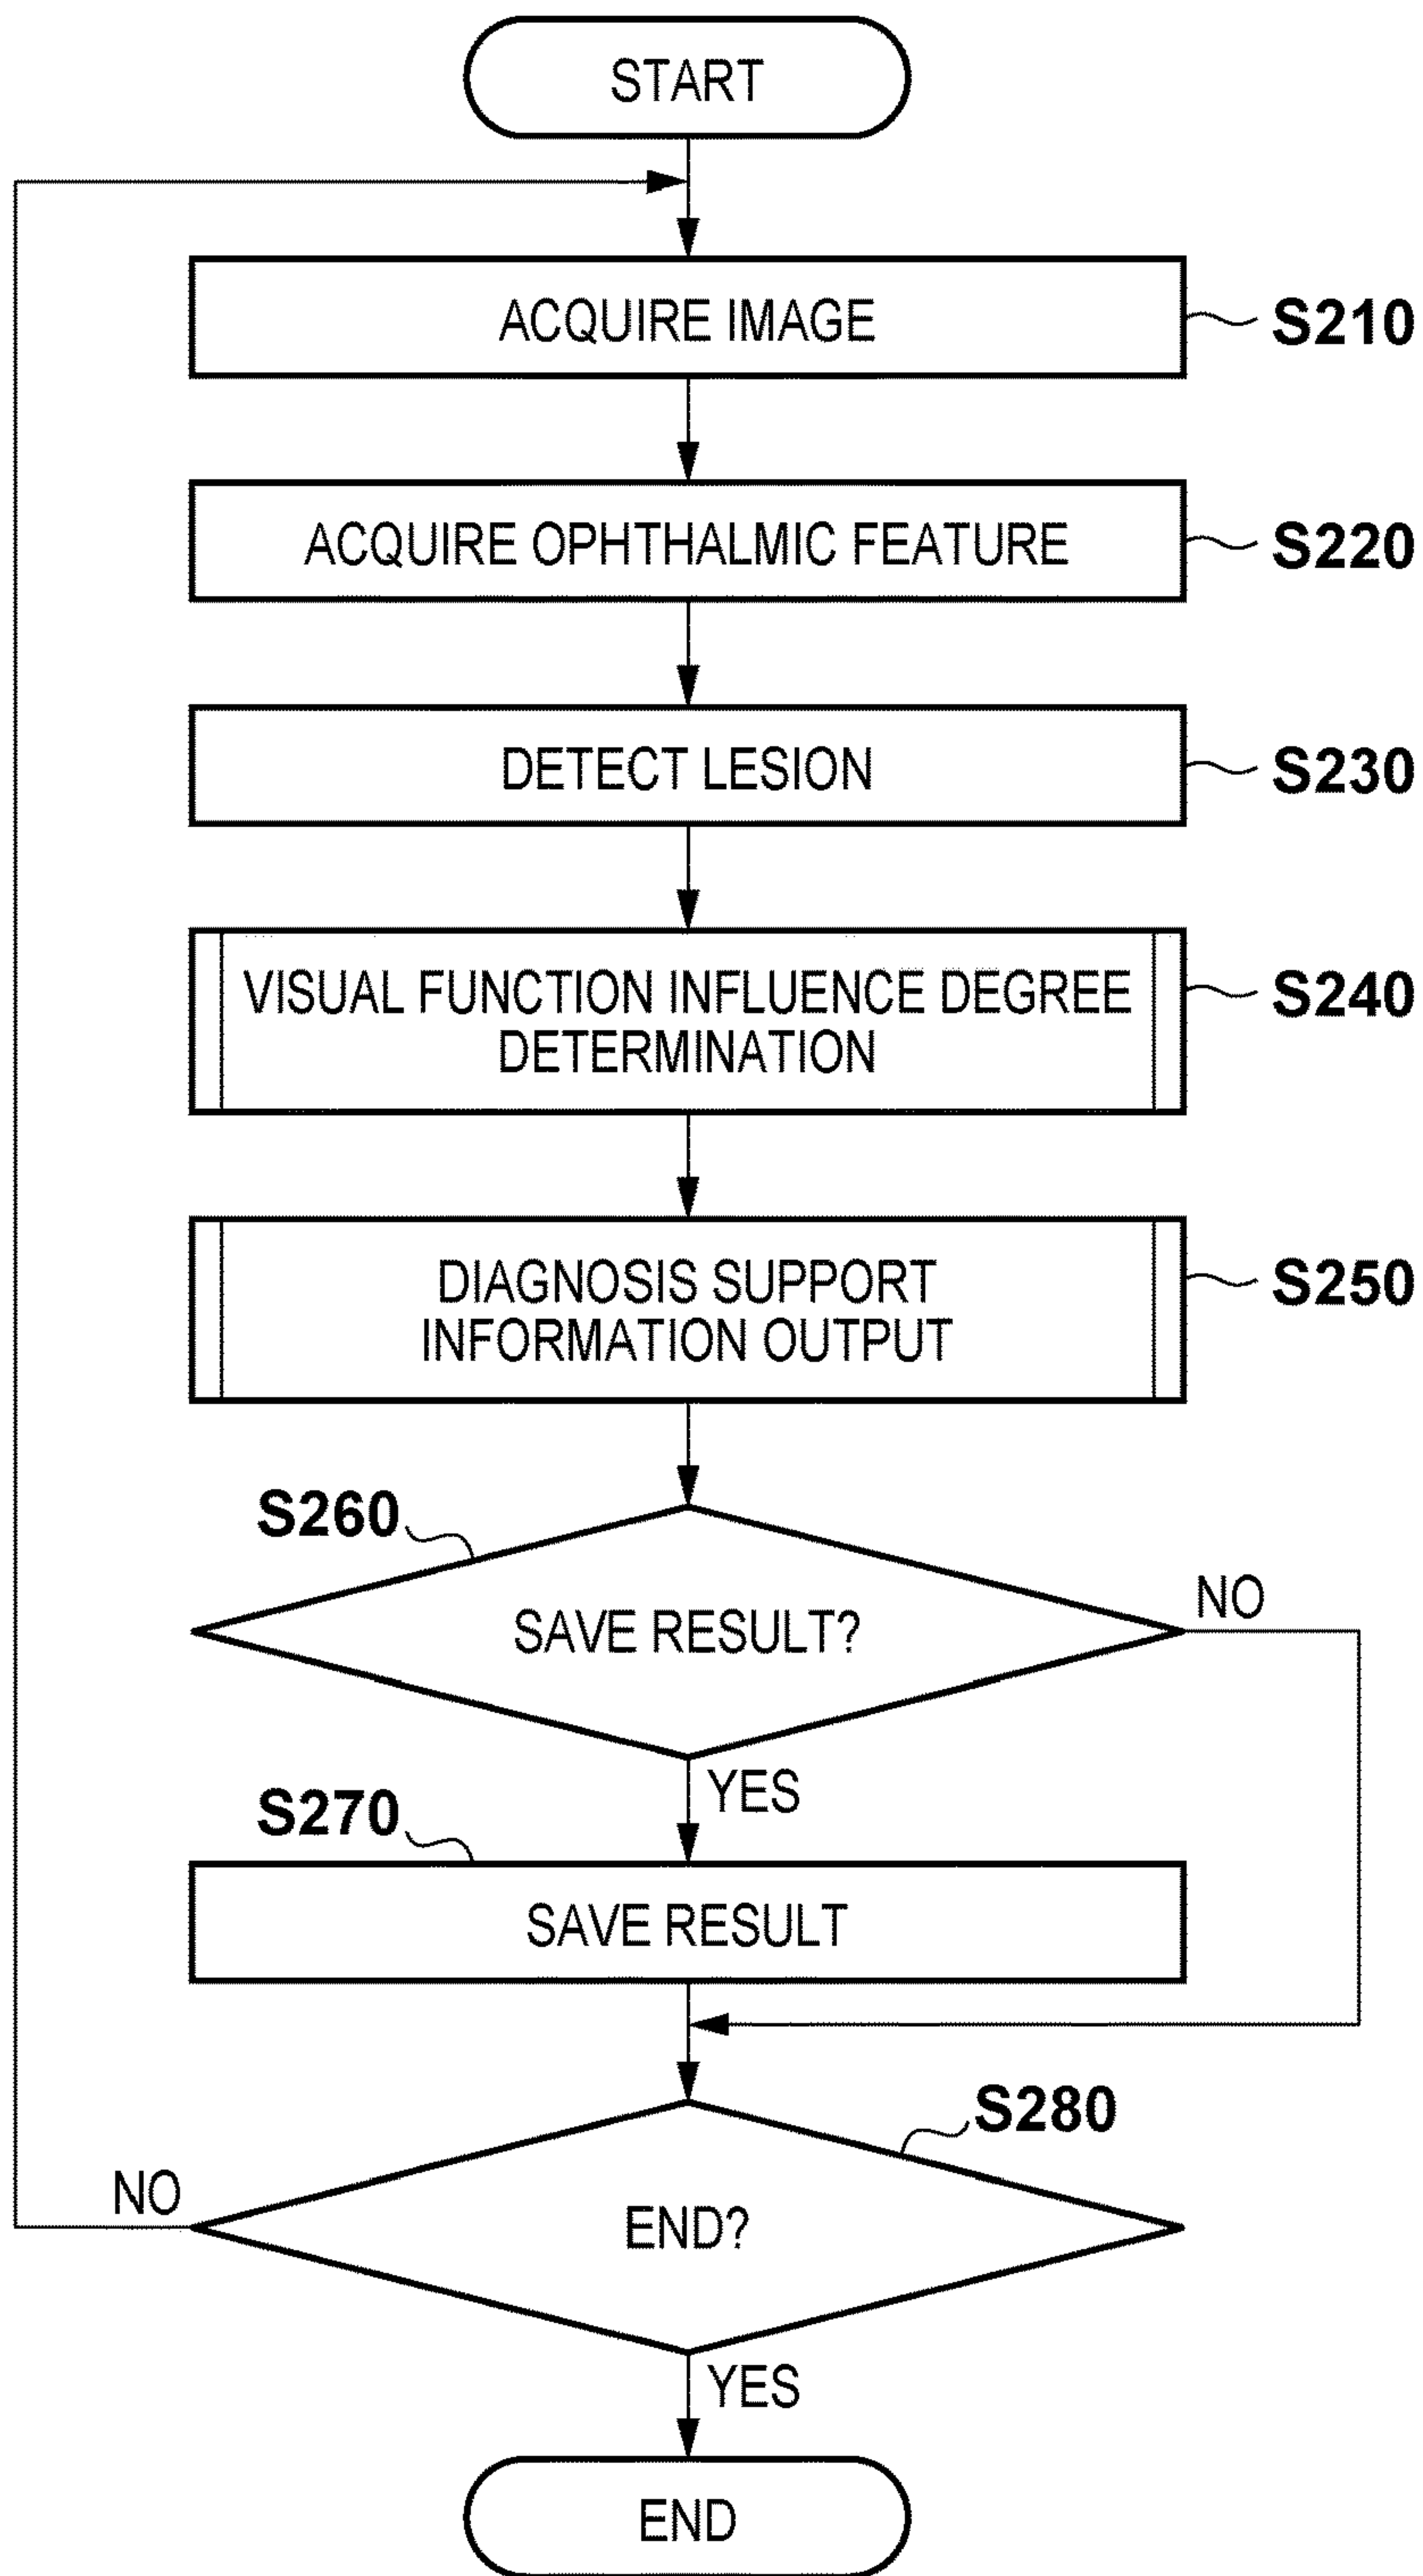 START
ACQUIRE IMAGE
S210
ACQUIRE OPHTHALMIC FEATURE
S220
DETECT LESION
S230
VISUAL FUNCTION INFLUENCE DEGREE
DETERMINATION
S240
DIAGNOSIS SUPPORT
INFORMATION OUTPUT
S250
S260
SAVE RESULT?
NO
YES
S270
SAVE RESULT
S280
NO
END?
YES
END